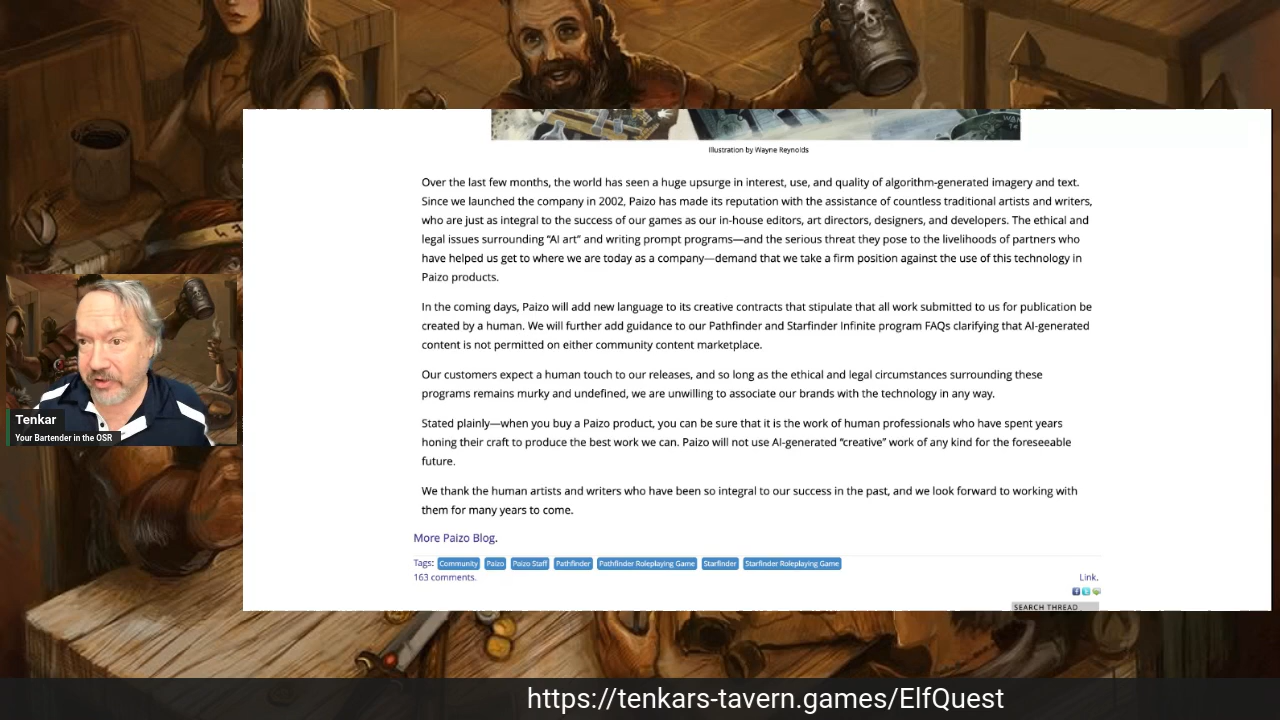 Illustration by Wayne Reynolds
Over the last few months, the world has seen a huge upsurge in interest, use, and quality of algorithm-generated imagery and text.
Since we launched the company in 2002, Paizo has made its reputation with the assistance of countless traditional artists and writers,
who are just as integral to the success of our games as our in-house editors, art directors, designers, and developers. The ethical and
legal issues surrounding “AI art” and writing prompt programs—and the serious threat they pose to the livelihoods of partners who
have helped us get to where we are today as a company—demand that we take a firm position against the use of this technology in
Paizo products.
In the coming days, Paizo will add new language to its creative contracts that stipulate that all work submitted to us for publication be
created by a human. We will further add guidance to our Pathfinder and Starfinder Infinite program FAQs clarifying that AI-generated
content is not permitted on either community content marketplace.
Our customers expect a human touch to our releases, and so long as the ethical and legal circumstances surrounding these
programs remains murky and undefined, we are unwilling to associate our brands with the technology in any way.
Stated plainly—when you buy a Paizo product, you can be sure that it is the work of human professionals who have spent years
honing their craft to produce the best work we can. Paizo will not use AI-generated “creative” work of any kind for the foreseeable
future.
We thank the human artists and writers who have been so integral to our success in the past, and we look forward to working with
them for many years to come.
More Paizo Blog.
Tags: Community Paizo Paizo Staff Pathfinder Pathfinder Roleplaying Game Starfinder Starfinder Roleplaying Game
163 comments.
Link.
SEARCH THREAD
Tenkar
Your Bartender in the OSR
https://tenkars-tavern.games/ElfQuest